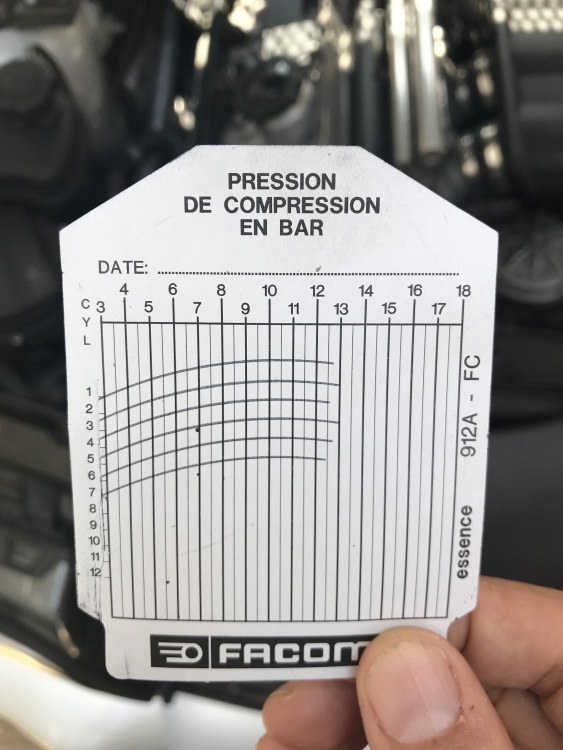 PRESSION
DE COMPRESSION
EN BAR
DATE:
4 6 8 10 12 14 16 18
3 5 7 9 11 13 15 17
CYL
1
2
3
4
5
6
7
8
9
10
11
12
912A - FC
essence
FACOM